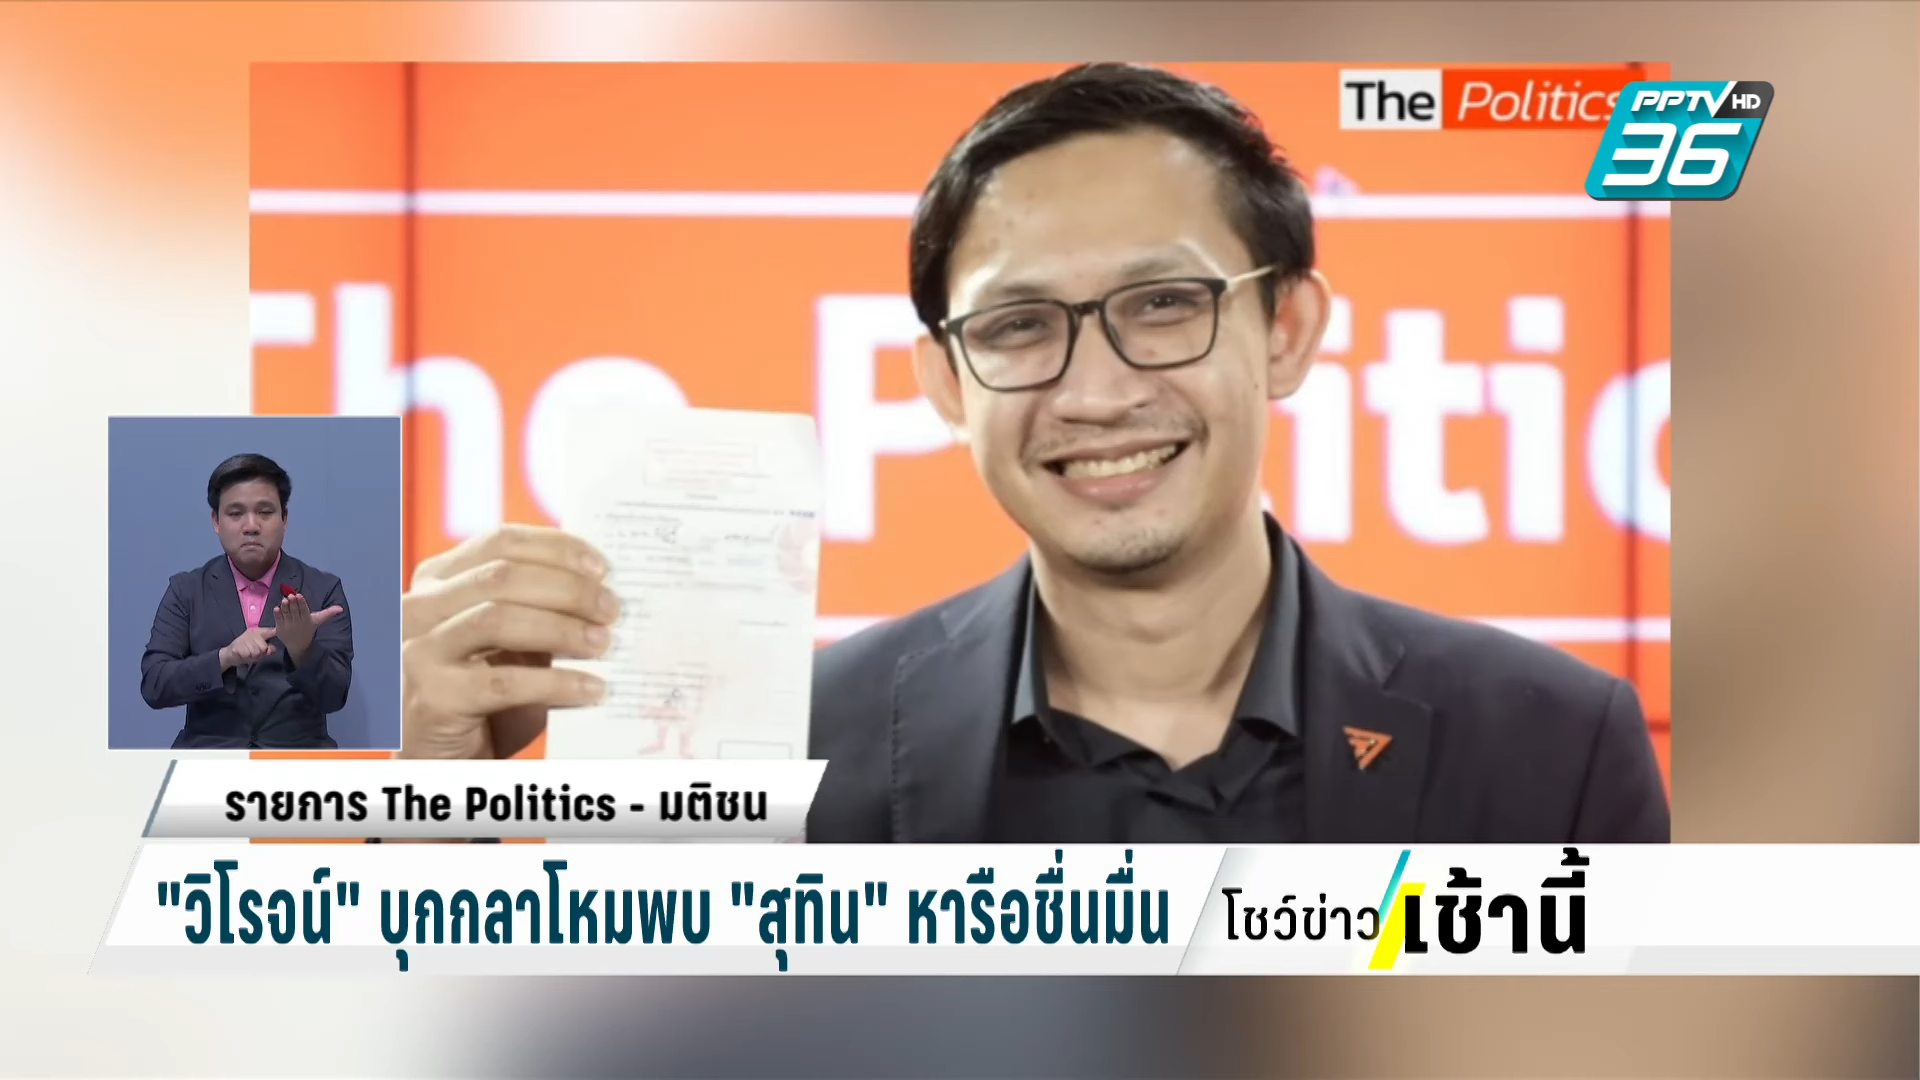 The Politics
PPTV HD
36
The Politic
รายการ The Politics - มติชน
"วิโรจน์" บุกกลาโหมพบ "สุทิน" หารือชื่นมื่น
โชว์ข่าว เช้านี้